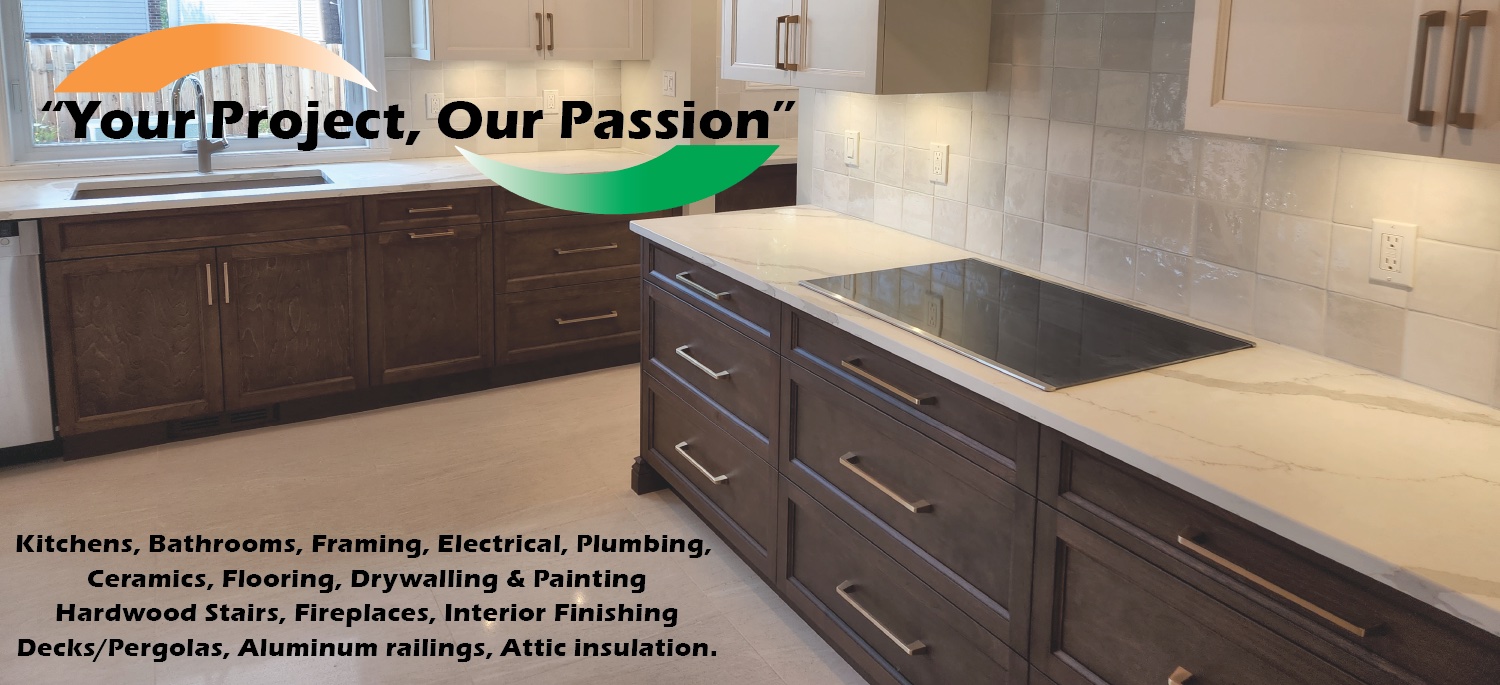 “Your Project, Our Passion”
Kitchens, Bathrooms, Framing, Electrical, Plumbing,
Ceramics, Flooring, Drywalling & Painting
Hardwood Stairs, Fireplaces, Interior Finishing
Decks/Pergolas, Aluminum railings, Attic insulation.